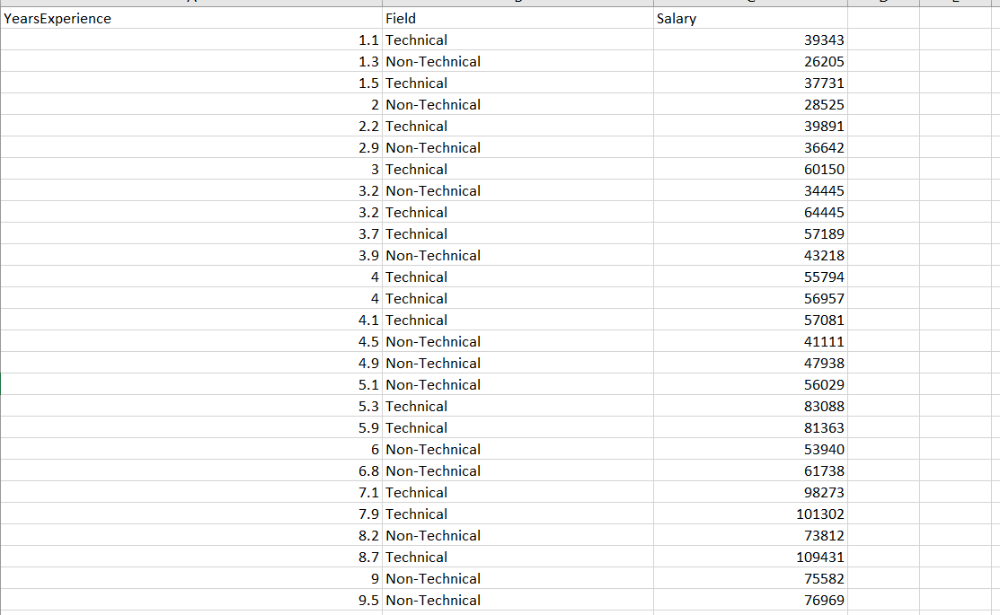 YearsExperience Field Salary
1.1 Technical 39343
1.3 Non-Technical 26205
1.5 Technical 37731
2 Non-Technical 28525
2.2 Technical 39891
2.9 Non-Technical 36642
3 Technical 60150
3.2 Non-Technical 34445
3.2 Technical 64445
3.7 Technical 57189
3.9 Non-Technical 43218
4 Technical 55794
4 Technical 56957
4.1 Technical 57081
4.5 Non-Technical 41111
4.9 Non-Technical 47938
5.1 Non-Technical 56029
5.3 Technical 83088
5.9 Technical 81363
6 Non-Technical 53940
6.8 Non-Technical 61738
7.1 Technical 98273
7.9 Technical 101302
8.2 Non-Technical 73812
8.7 Technical 109431
9 Non-Technical 75582
9.5 Non-Technical 76969